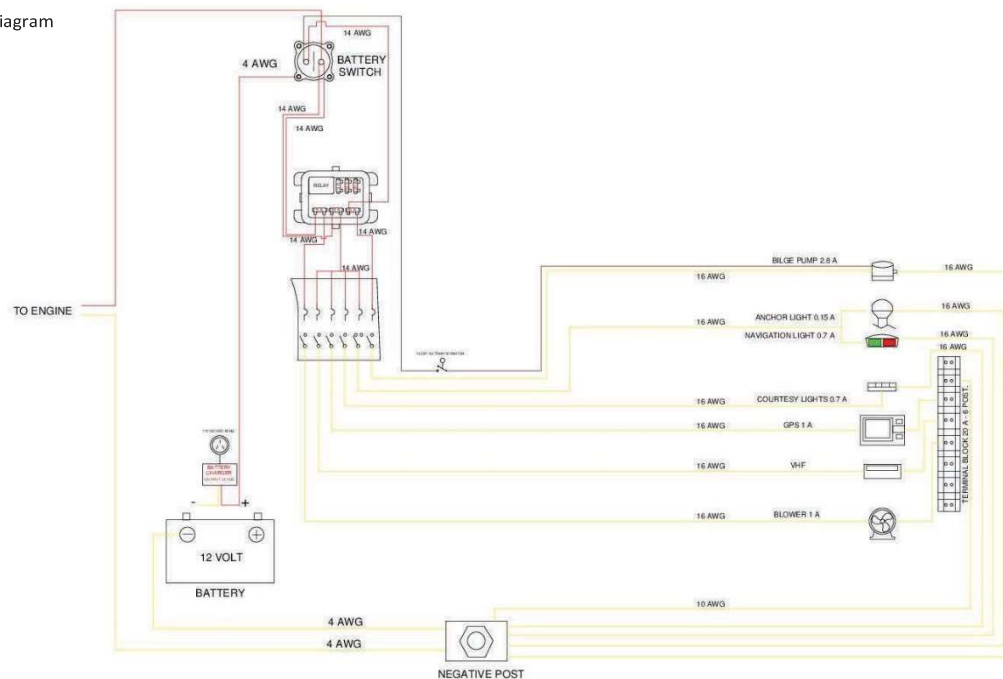 iagram
14 AWG
4 AWG
BATTERY
SWITCH
14 AWG
14 AWG
RELAY
14 AWG
14 AWG
14 AWG
BILGE PUMP 2.8 A
16 AWG
16 AWG
TO ENGINE
ANCHOR LIGHT 0.15 A
16 AWG
16 AWG
NAVIGATION LIGHT 0.7 A
16 AWG
16 AWG
16 AWG
COURTESY LIGHTS 0.7 A
16 AWG
GPS 1 A
16 AWG
VHF
16 AWG
BLOWER 1 A
TERMINAL BLOCK 20 A - 6 POST.
BATTERY
CHARGER
-
+
12 VOLT
BATTERY
10 AWG
4 AWG
4 AWG
NEGATIVE POST